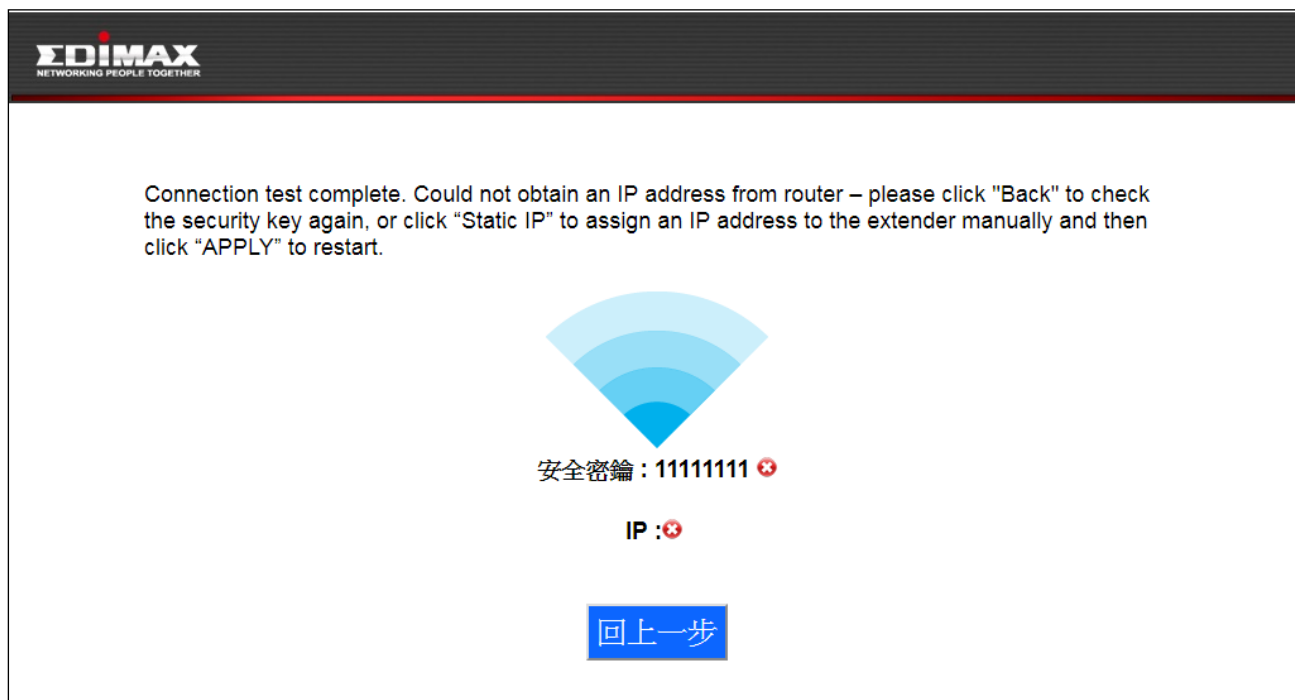 EDIMAX
NETWORKING PEOPLE TOGETHER
Connection test complete. Could not obtain an IP address from router – please click "Back" to check
the security key again, or click “Static IP” to assign an IP address to the extender manually and then
click “APPLY” to restart.
安全密鑰 : 11111111
IP :
回上一步